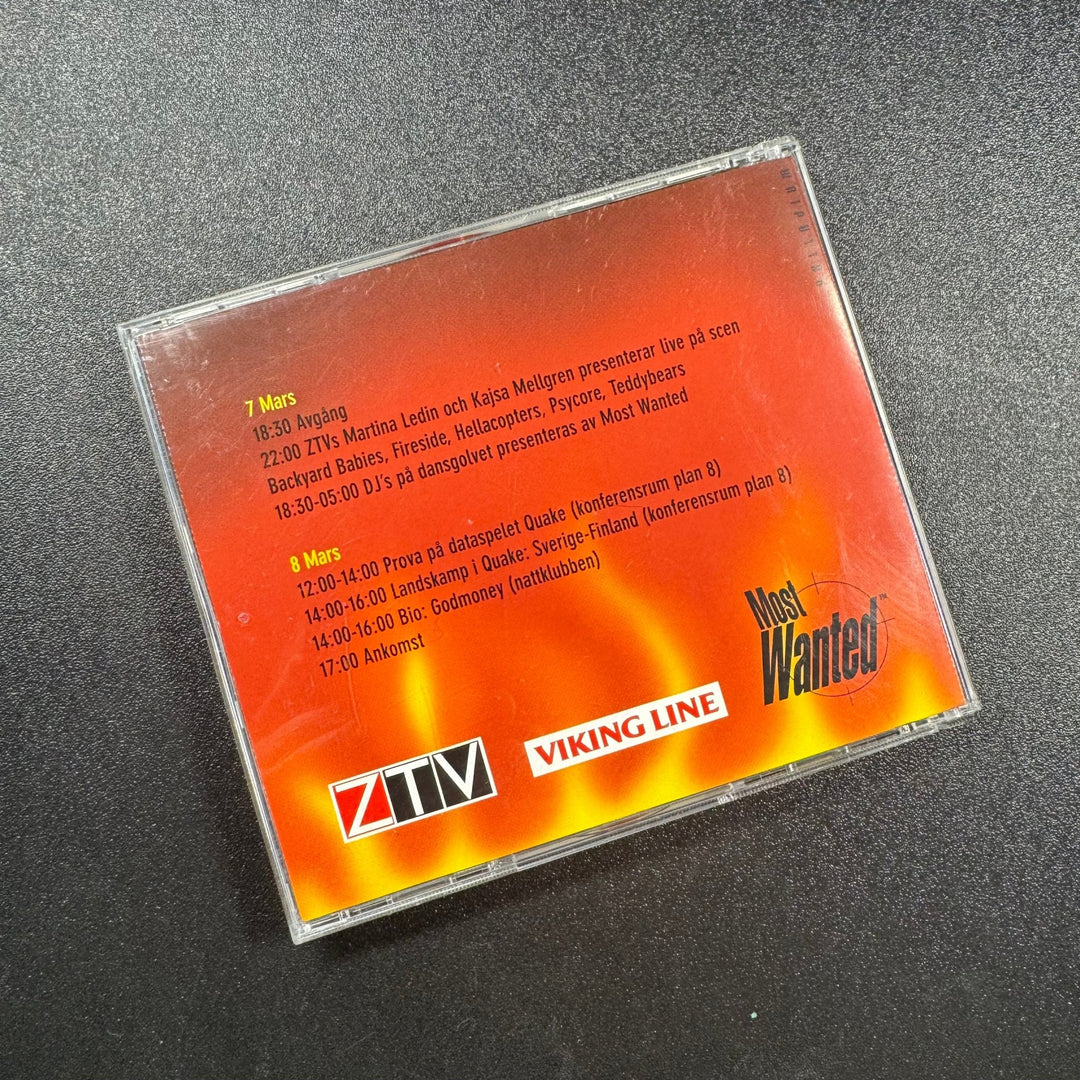 palladium
7 Mars
18:30 Avgång
22:00 ZTVs Martina Ledin och Kajsa Mellgren presenterar live på scen
Backyard Babies, Fireside, Hellacopters, Psycore, Teddybears
18:30-05:00 DJ's på dansgolvet presenteras av Most Wanted
8 Mars
12:00-14:00 Prova på dataspelet Quake (konferensrum plan 8)
14:00-16:00 Landskamp i Quake: Sverige-Finland (konferensrum plan 8)
14:00-16:00 Bio: Godmoney (nattklubben)
17:00 Ankomst
Most
Wanted™
VIKING LINE
ZTV